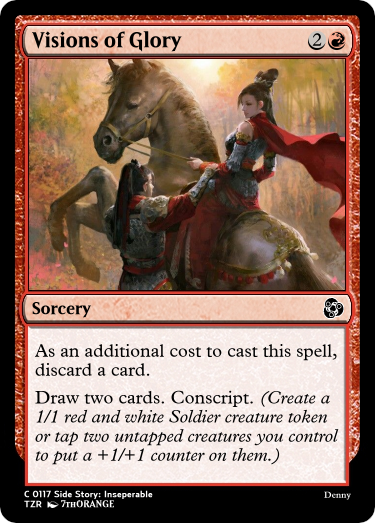 Visions of Glory 2
Sorcery
As an additional cost to cast this spell,
discard a card.
Draw two cards. Conscript. (Create a
1/1 red and white Soldier creature token
or tap two untapped creatures you control
to put a +1/+1 counter on them.)
C 0117 Side Story: Inseperable Denny
TZR 7THORANGE